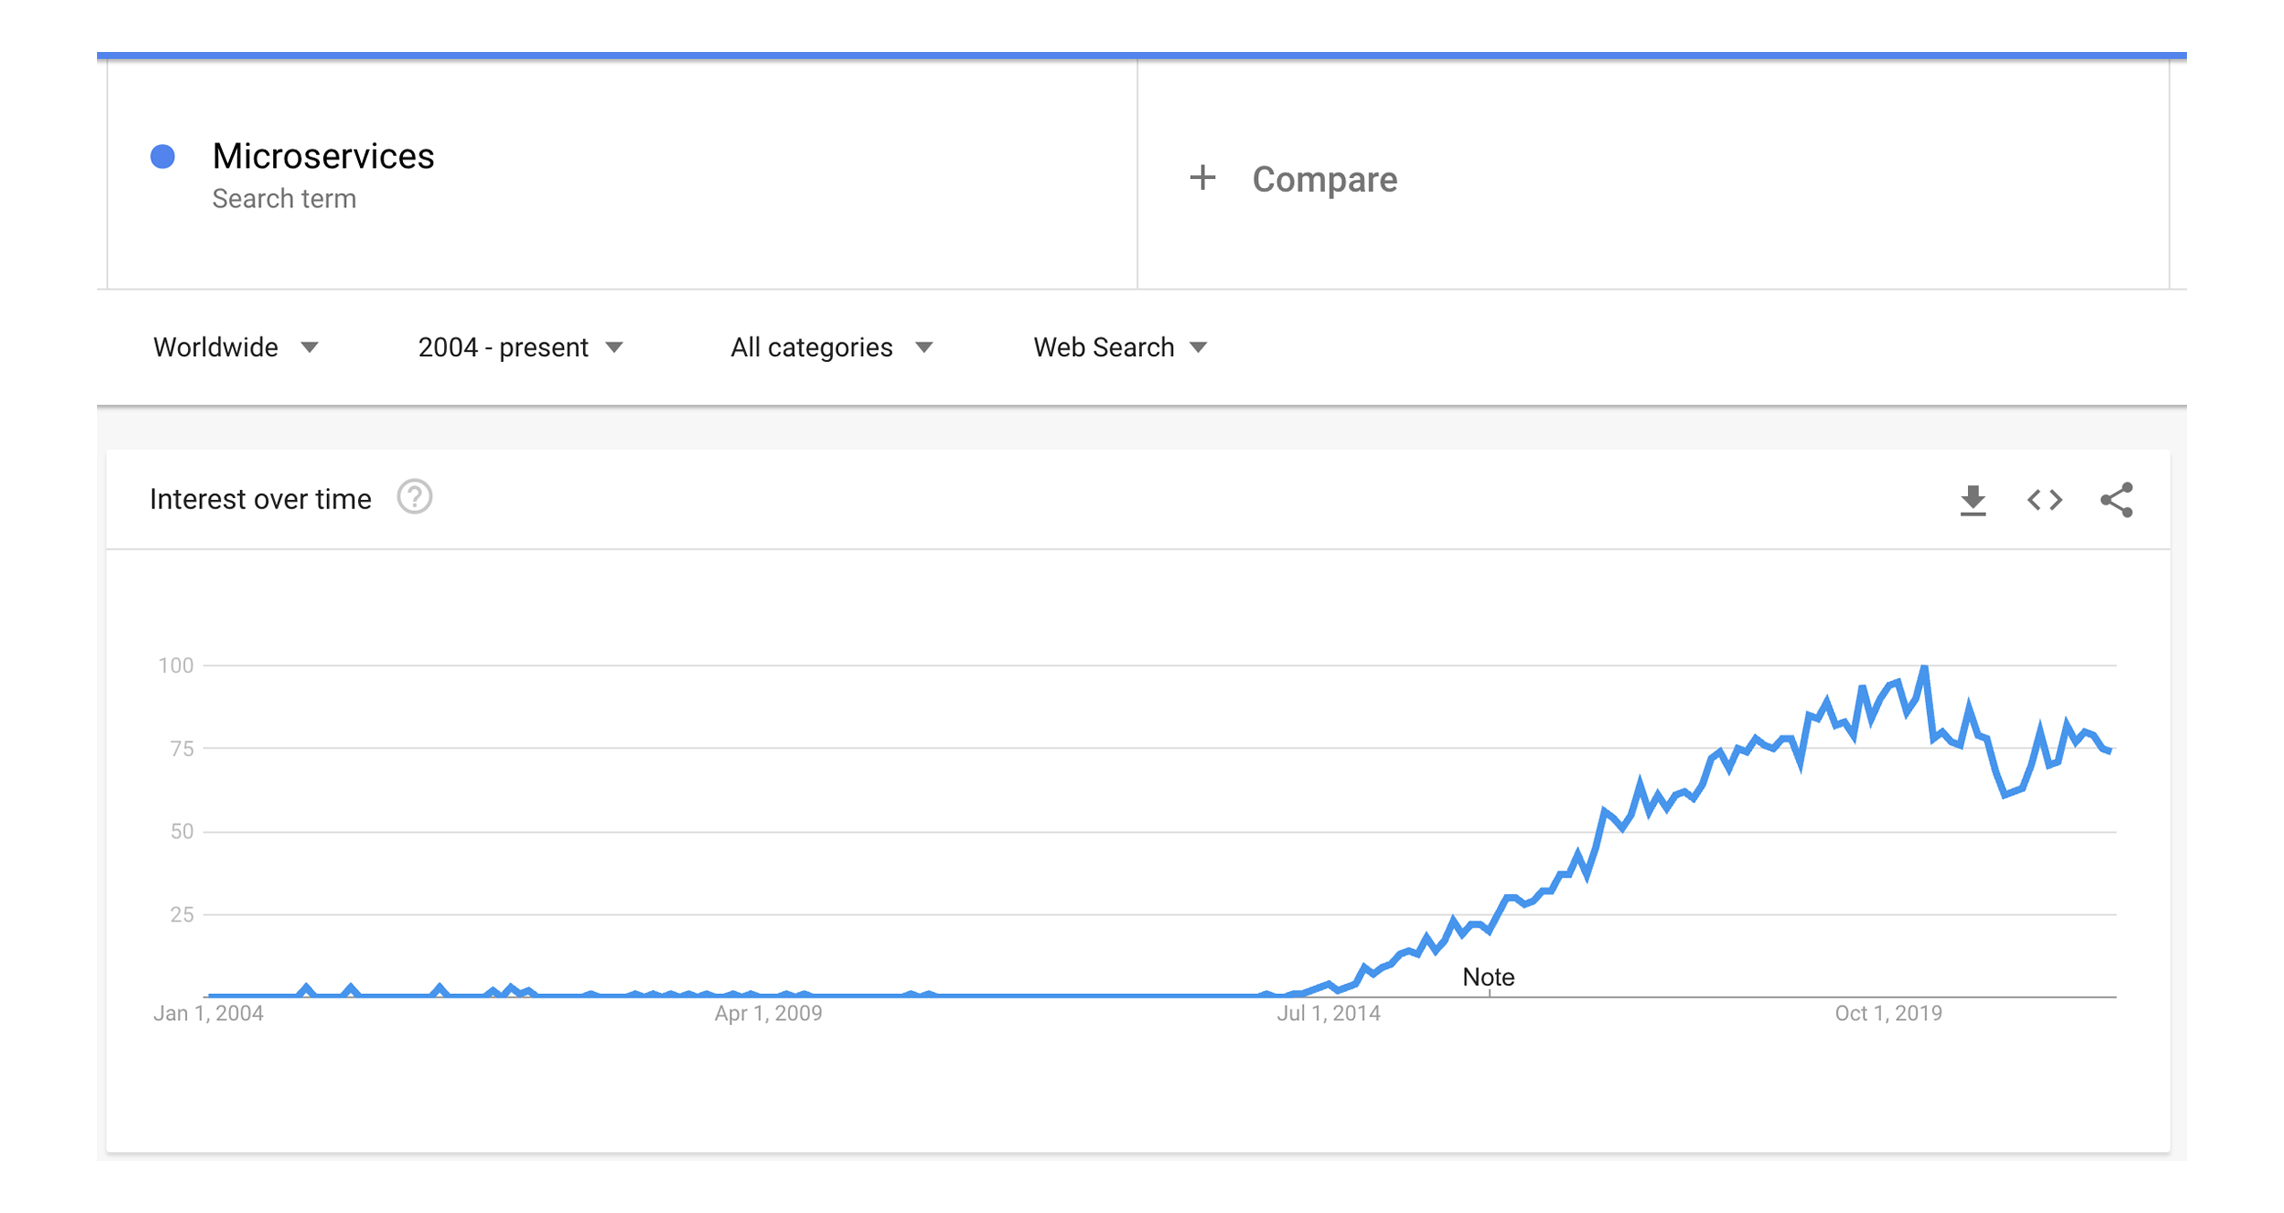 Microservices
Search term
+ Compare
Worldwide
2004 - present
All categories
Web Search
Interest over time ?
100
75
50
25
Note
Jan 1, 2004
Apr 1, 2009
Jul 1, 2014
Oct 1, 2019